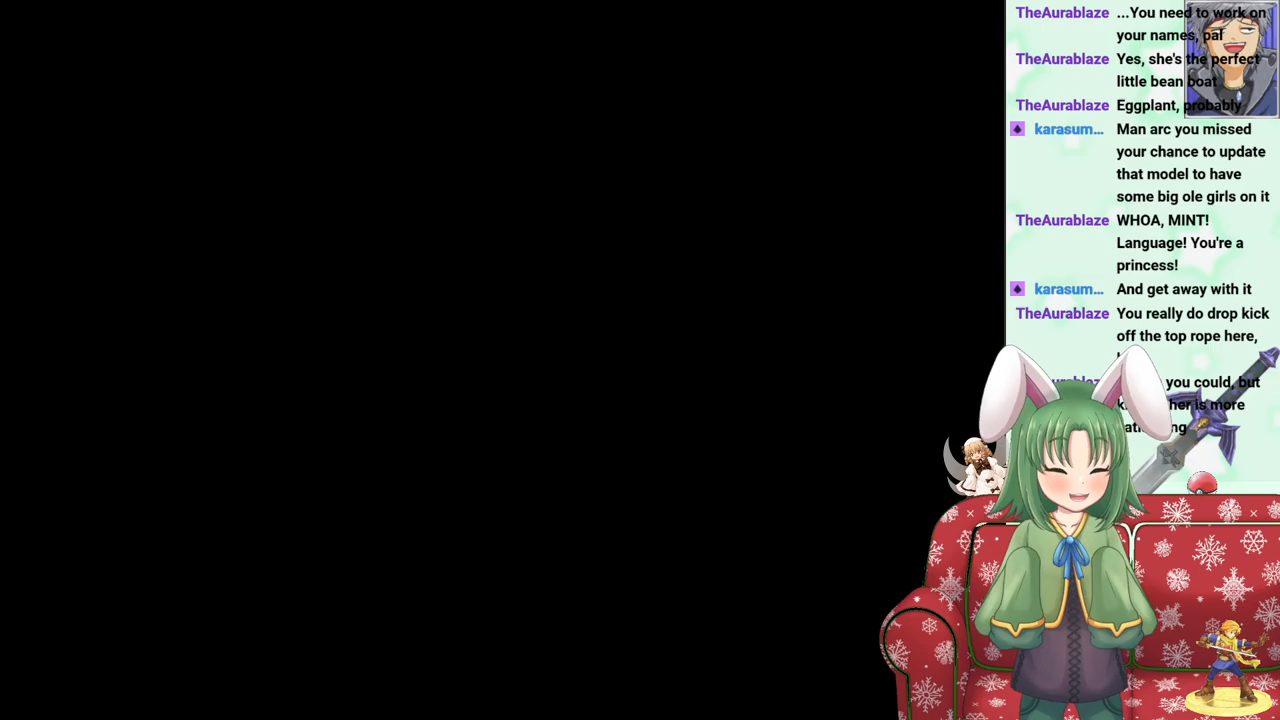 TheAurablaze ...You need to work on
your names, pal
TheAurablaze Yes, she's the perfect
little bean boat
TheAurablaze Eggplant, probably
karasum... Man arc you missed
your chance to update
that model to have
some big ole girls on it
TheAurablaze WHOA, MINT!
Language! You're a
princess!
karasum... And get away with it
TheAurablaze You really do drop kick
off the top rope here,
you could, but
her is more